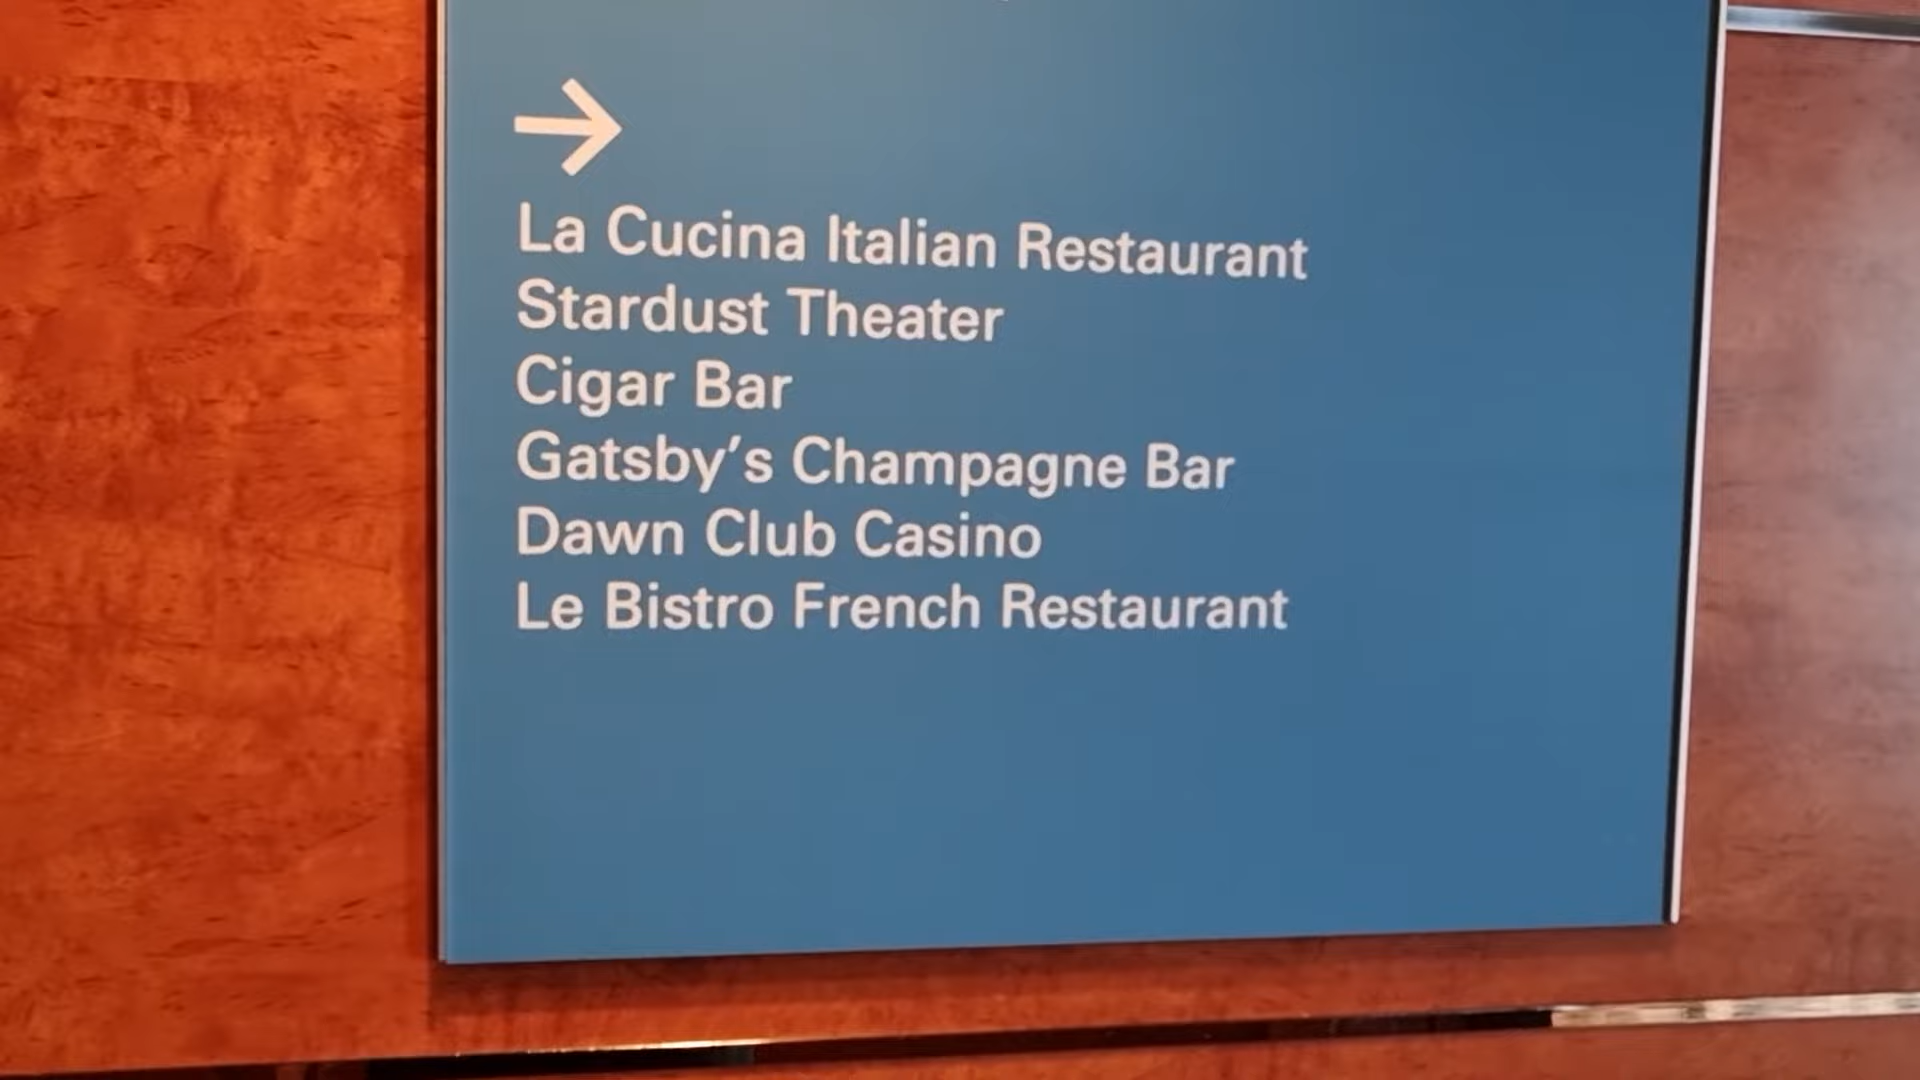 La Cucina Italian Restaurant
Stardust Theater
Cigar Bar
Gatsby's Champagne Bar
Dawn Club Casino
Le Bistro French Restaurant